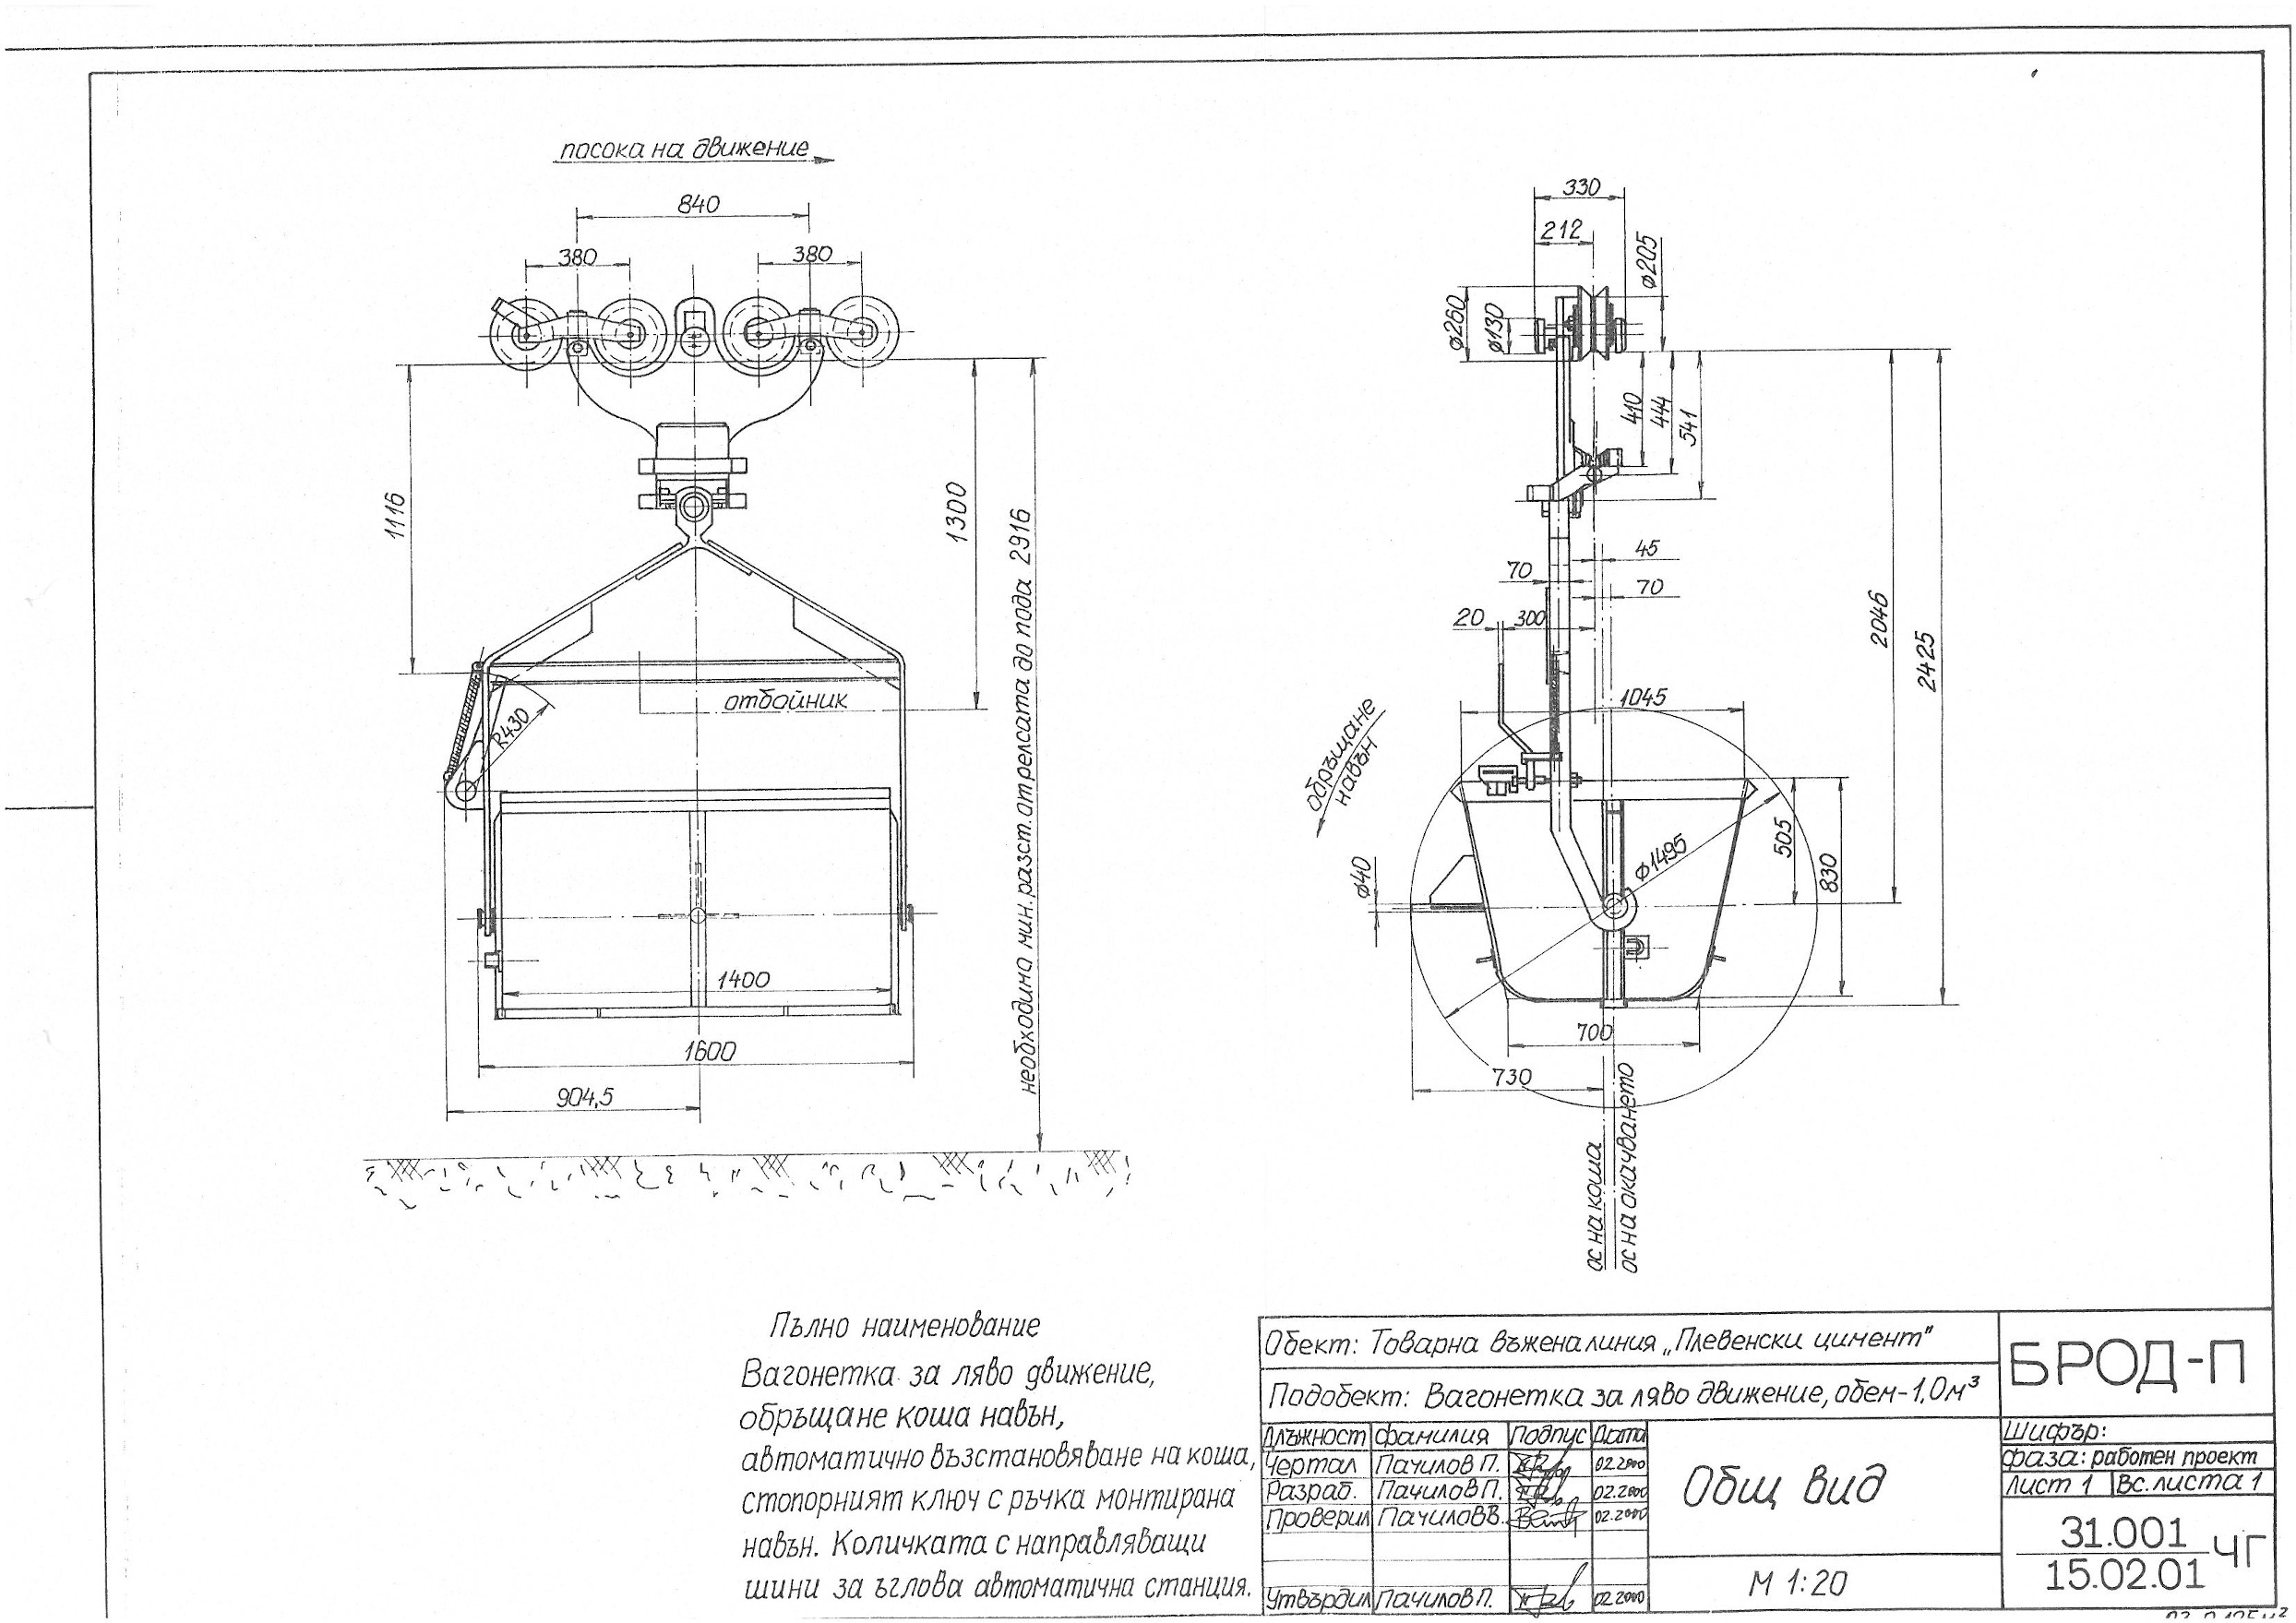 посока на движение
840
380
380
1116
1300
необходимо мин. разст. от релсата до пода 2916
отбойник
R430
1400
1600
904,5
330
212
ø205
ø260
ø130
410
444
541
45
70
70
20
300
2046
2425
1045
обръщане
навън
ø1495
505
830
ø40
700
730
ос на коша
ос на окачването
Пълно наименование
Вагонетка за ляво движение,
обръщане коша навън,
автоматично възстановяване на коша,
стопорният ключ с ръчка монтирана
навън. Количката с направляващи
шини за ъглова автоматична станция.
Обект: Товарна въжена линия „Плевенски цимент"
Подобект: Вагонетка за ляво движение, обем-1,0м³
Длъжност фамилия Подпис Дата
Чертал Пачилов П. 02.2000
Разраб. Пачилов П. 02.2000
Проверил Пачилов В. 02.2000
Утвърдил Пачилов П. 02.2000
Общ вид
М 1:20
БРОД-П
Шифър:
фаза: работен проект
Лист 1 Вс. листа 1
31.001
15.02.01 ЧГ